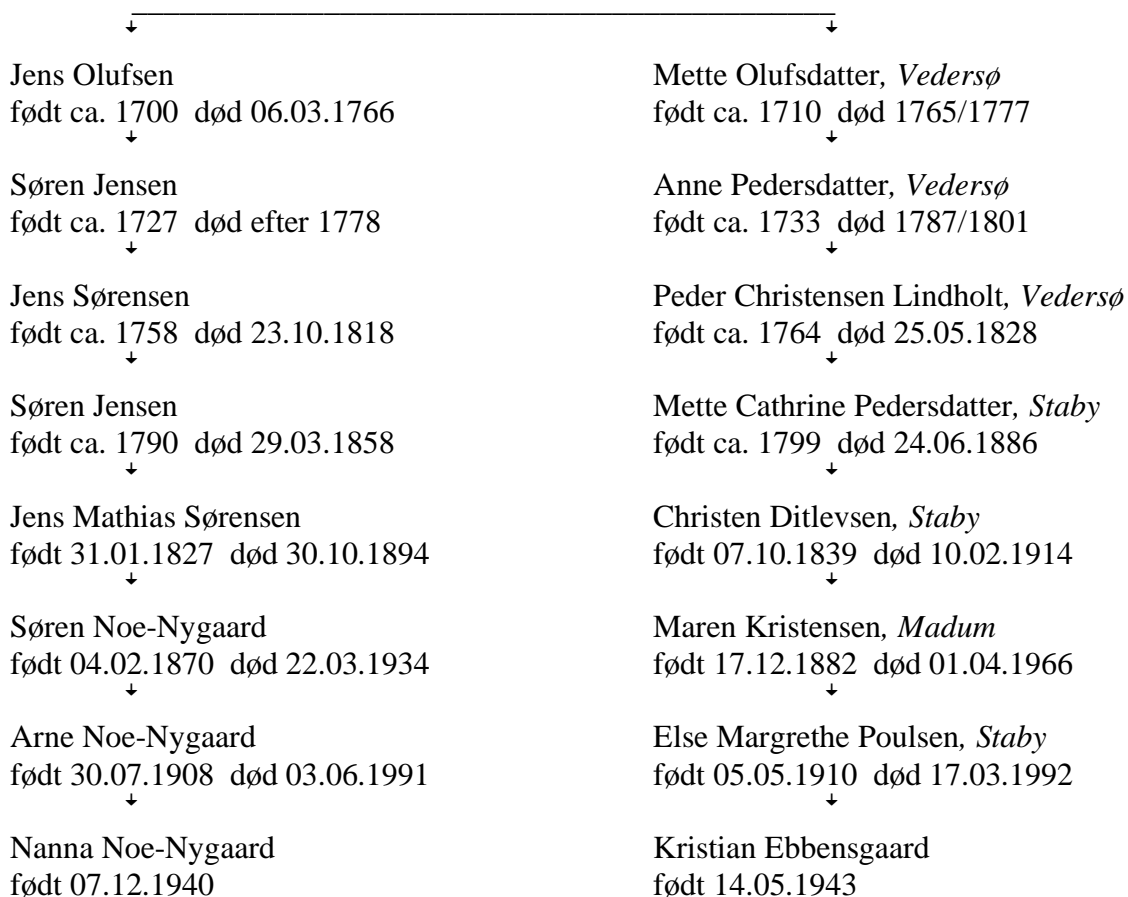 Jens Olufsen
født ca. 1700 død 06.03.1766
Søren Jensen
født ca. 1727 død efter 1778
Jens Sørensen
født ca. 1758 død 23.10.1818
Søren Jensen
født ca. 1790 død 29.03.1858
Jens Mathias Sørensen
født 31.01.1827 død 30.10.1894
Søren Noe-Nygaard
født 04.02.1870 død 22.03.1934
Arne Noe-Nygaard
født 30.07.1908 død 03.06.1991
Nanna Noe-Nygaard
født 07.12.1940
Mette Olufsdatter, Vedersø
født ca. 1710 død 1765/1777
Anne Pedersdatter, Vedersø
født ca. 1733 død 1787/1801
Peder Christensen Lindholt, Vedersø
født ca. 1764 død 25.05.1828
Mette Cathrine Pedersdatter, Staby
født ca. 1799 død 24.06.1886
Christen Ditlevsen, Staby
født 07.10.1839 død 10.02.1914
Maren Kristensen, Madum
født 17.12.1882 død 01.04.1966
Else Margrethe Poulsen, Staby
født 05.05.1910 død 17.03.1992
Kristian Ebbensgaard
født 14.05.1943